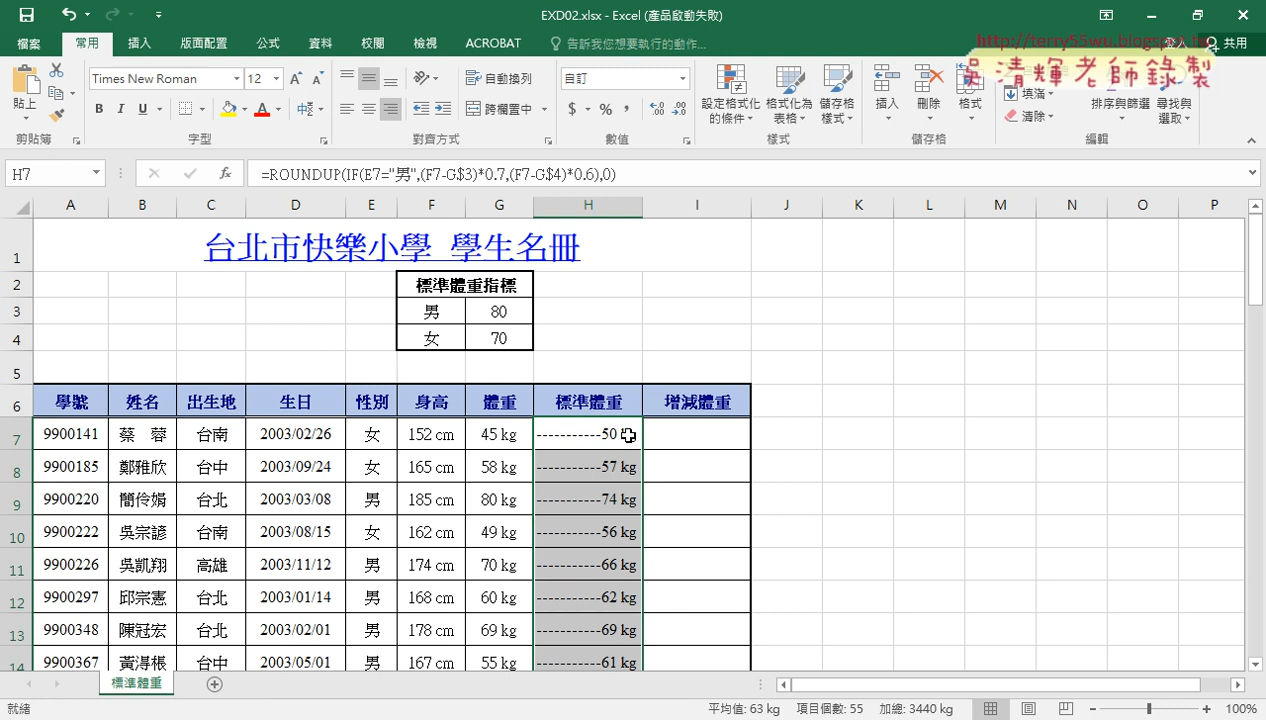 EXD02.xlsx - Excel (產品啟動失敗)
檔案 常用 插入 版面配置 公式 資料 校閱 檢視 ACROBAT 告訴我您想要執行的動作... 登入 共用
http://terry55wu.blogspot.tw
吳清輝老師錄製
貼上 Times New Roman 12 自動換列 自訂 設定格式化的條件 格式化為表格 儲存格樣式 插入 刪除 格式 填滿 排序與篩選 尋找與選取
B I U 跨欄置中 $ % 清除
剪貼簿 字型 對齊方式 數值 樣式 儲存格 編輯
H7 fx =ROUNDUP(IF(E7="男",(F7-G$3)*0.7,(F7-G$4)*0.6),0)
A B C D E F G H I J K L M N O P
1 台北市快樂小學 學生名冊
2 標準體重指標
3 男 80
4 女 70
5
6 學號 姓名 出生地 生日 性別 身高 體重 標準體重 增減體重
7 9900141 蔡 蓉 台南 2003/02/26 女 152 cm 45 kg -----------50
8 9900185 鄭雅欣 台中 2003/09/24 女 165 cm 58 kg -----------57 kg
9 9900220 簡伶娟 台北 2003/03/08 男 185 cm 80 kg -----------74 kg
10 9900222 吳宗諺 台南 2003/08/15 女 162 cm 49 kg -----------56 kg
11 9900226 吳凱翔 高雄 2003/11/12 男 174 cm 70 kg -----------66 kg
12 9900297 邱宗憲 台北 2003/01/14 男 168 cm 60 kg -----------62 kg
13 9900348 陳冠宏 台北 2003/02/01 男 178 cm 69 kg -----------69 kg
14 9900367 台中 2003/05/01 男 167 cm 55 kg -----------61 kg
標準體重
就緒 平均值: 63 kg 項目個數: 55 加總: 3440 kg 100%